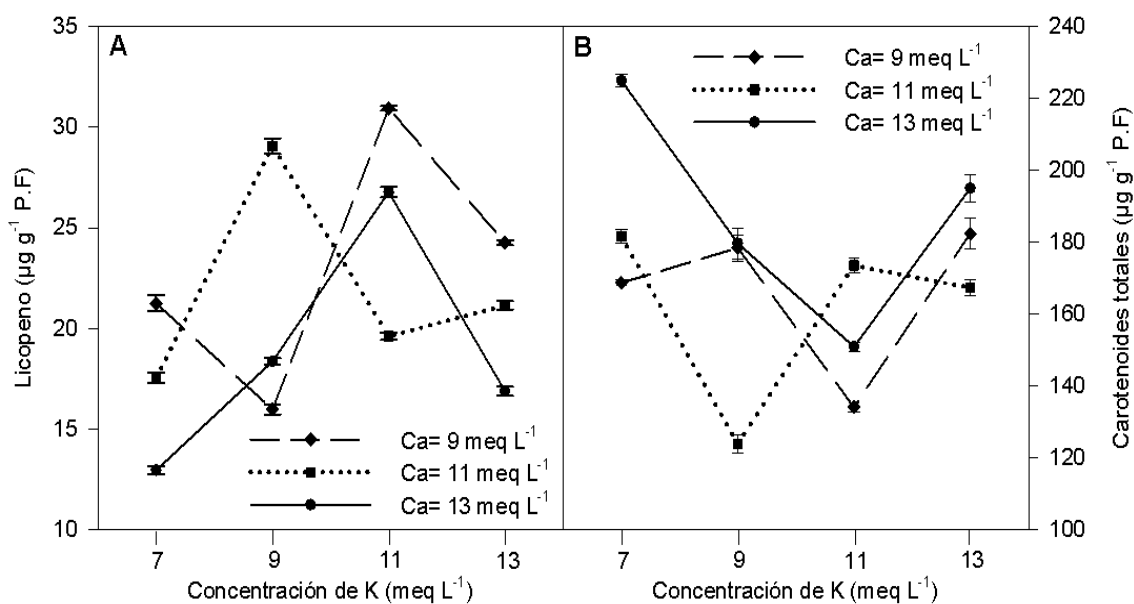 A
35
30
25
20
15
10
Licopeno (µg g-1 P.F)
Ca= 9 meq L-1
Ca= 11 meq L-1
Ca= 13 meq L-1
7 9 11 13
Concentración de K (meq L-1)
B
Ca= 9 meq L-1
Ca= 11 meq L-1
Ca= 13 meq L-1
240
220
200
180
160
140
120
100
Carotenoides totales (µg g-1 P.F)
7 9 11 13
Concentración de K (meq L-1)